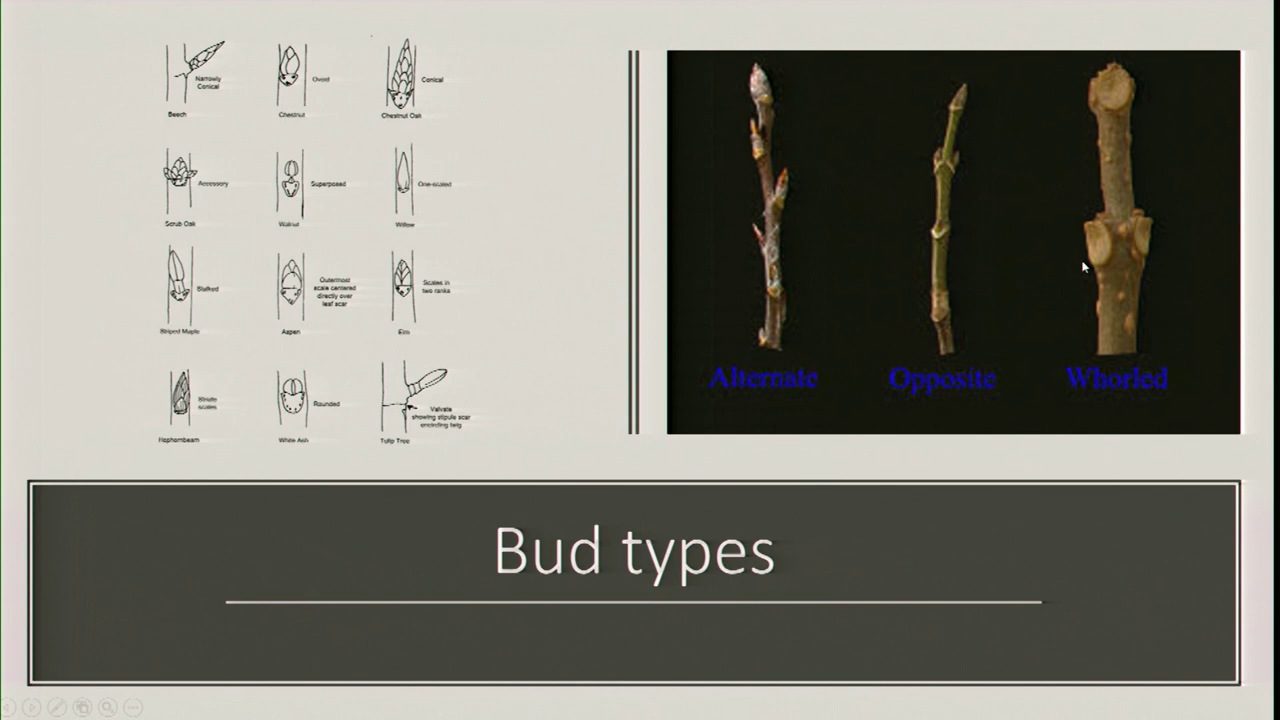 Narrowly
Conical
Beech
Ovoid
Chestnut
Conical
Chestnut Oak
Accessory
Scrub Oak
Superposed
Walnut
One-scaled
Willow
Stalked
Striped Maple
Outermost
scale centered
directly over
leaf scar
Aspen
Scales in
two ranks
Elm
Striate
scales
Hophornbeam
Rounded
White Ash
Valvate
showing stipule scar
encircling twig
Tulip Tree
Alternate
Opposite
Whorled
Bud types